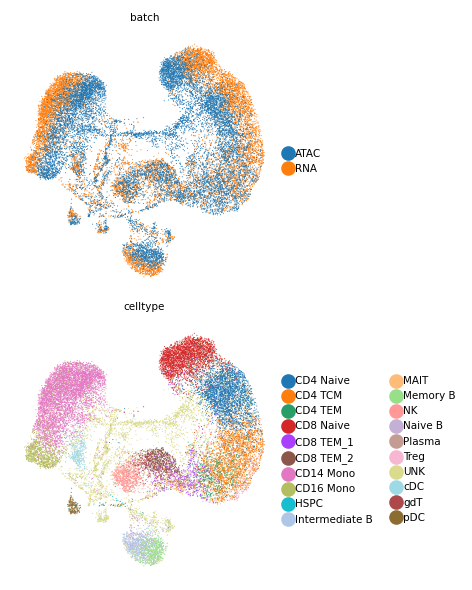 batch
ATAC
RNA
celltype
CD4 Naive
CD4 TCM
CD4 TEM
CD8 Naive
CD8 TEM_1
CD8 TEM_2
CD14 Mono
CD16 Mono
HSPC
Intermediate B
MAIT
Memory B
NK
Naive B
Plasma
Treg
UNK
cDC
gdT
pDC